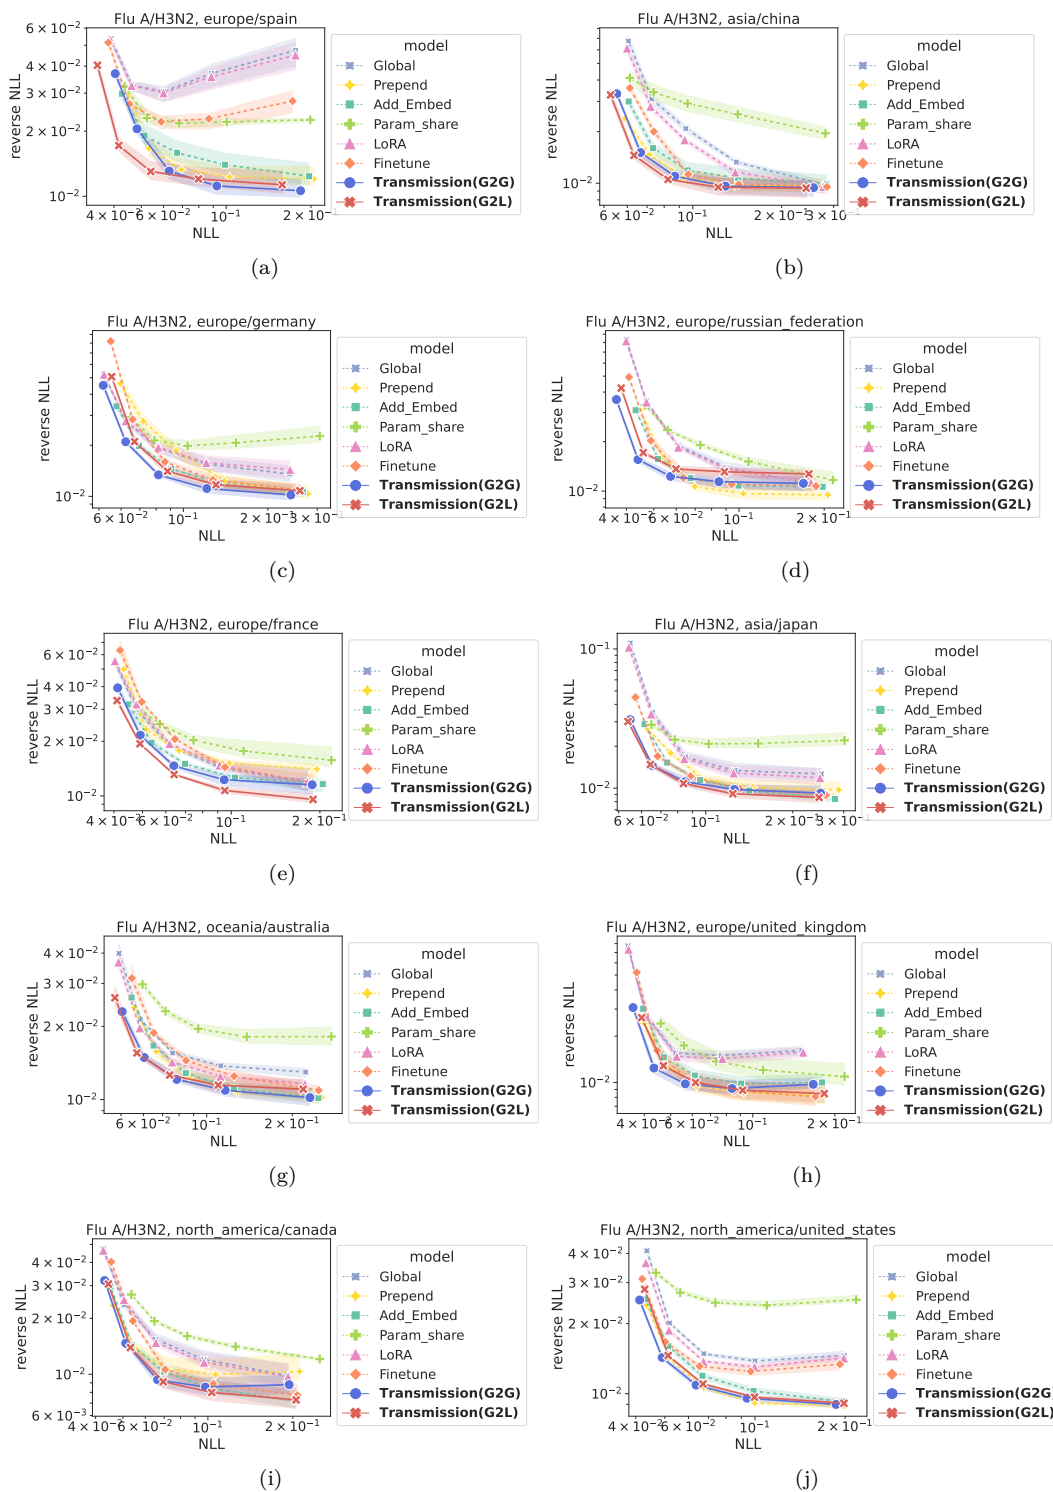 Flu A/H3N2, europe/spain
reverse NLL
6 × 10⁻²
4 × 10⁻²
3 × 10⁻²
2 × 10⁻²
10⁻²
4 × 10⁻² 6 × 10⁻² 10⁻¹ 2 × 10⁻¹
NLL
model
Global
Prepend
Add_Embed
Param_share
LoRA
Finetune
Transmission(G2G)
Transmission(G2L)
(a)
Flu A/H3N2, asia/china
reverse NLL
10⁻²
6 × 10⁻² 10⁻¹ 2 × 10⁻¹ 3 × 10⁻¹
NLL
model
Global
Prepend
Add_Embed
Param_share
LoRA
Finetune
Transmission(G2G)
Transmission(G2L)
(b)
Flu A/H3N2, europe/germany
reverse NLL
10⁻²
6 × 10⁻² 10⁻¹ 2 × 10⁻¹ 3 × 10⁻¹
NLL
model
Global
Prepend
Add_Embed
Param_share
LoRA
Finetune
Transmission(G2G)
Transmission(G2L)
(c)
Flu A/H3N2, europe/russian_federation
reverse NLL
10⁻²
4 × 10⁻² 6 × 10⁻² 10⁻¹ 2 × 10⁻¹
NLL
model
Global
Prepend
Add_Embed
Param_share
LoRA
Finetune
Transmission(G2G)
Transmission(G2L)
(d)
Flu A/H3N2, europe/france
reverse NLL
6 × 10⁻²
4 × 10⁻²
3 × 10⁻²
2 × 10⁻²
10⁻²
4 × 10⁻² 6 × 10⁻² 10⁻¹ 2 × 10⁻¹
NLL
model
Global
Prepend
Add_Embed
Param_share
LoRA
Finetune
Transmission(G2G)
Transmission(G2L)
(e)
Flu A/H3N2, asia/japan
reverse NLL
10⁻¹
10⁻²
6 × 10⁻² 10⁻¹ 2 × 10⁻¹ 3 × 10⁻¹
NLL
model
Global
Prepend
Add_Embed
Param_share
LoRA
Finetune
Transmission(G2G)
Transmission(G2L)
(f)
Flu A/H3N2, oceania/australia
reverse NLL
4 × 10⁻²
3 × 10⁻²
2 × 10⁻²
10⁻²
6 × 10⁻² 10⁻¹ 2 × 10⁻¹
NLL
model
Global
Prepend
Add_Embed
Param_share
LoRA
Finetune
Transmission(G2G)
Transmission(G2L)
(g)
Flu A/H3N2, europe/united_kingdom
reverse NLL
10⁻²
4 × 10⁻² 6 × 10⁻² 10⁻¹ 2 × 10⁻¹
NLL
model
Global
Prepend
Add_Embed
Param_share
LoRA
Finetune
Transmission(G2G)
Transmission(G2L)
(h)
Flu A/H3N2, north_america/canada
reverse NLL
4 × 10⁻²
3 × 10⁻²
2 × 10⁻²
10⁻²
6 × 10⁻³
4 × 10⁻² 6 × 10⁻² 10⁻¹ 2 × 10⁻¹
NLL
model
Global
Prepend
Add_Embed
Param_share
LoRA
Finetune
Transmission(G2G)
Transmission(G2L)
(i)
Flu A/H3N2, north_america/united_states
reverse NLL
4 × 10⁻²
3 × 10⁻²
2 × 10⁻²
10⁻²
4 × 10⁻² 6 × 10⁻² 10⁻¹ 2 × 10⁻¹
NLL
model
Global
Prepend
Add_Embed
Param_share
LoRA
Finetune
Transmission(G2G)
Transmission(G2L)
(j)